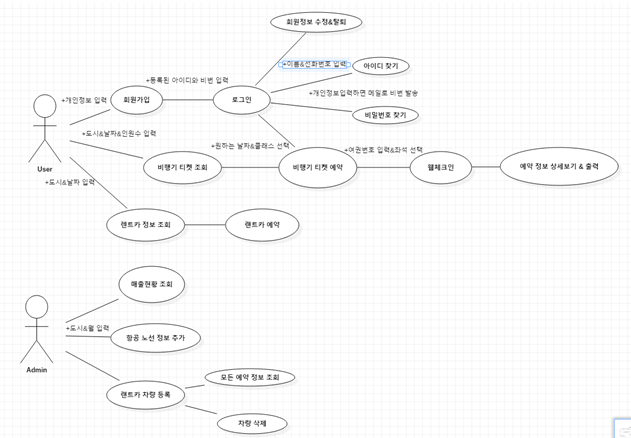 회원정보 수정&탈퇴
+이름&전화번호 입력
아이디 찾기
+등록된 아이디와 비번 입력
+개인정보입력하면 메일로 비번 발송
+개인정보 입력
회원가입
로그인
비밀번호 찾기
+도시&날짜&인원수 입력
+원하는 날짜&클래스 선택
+여권번호 입력&좌석 선택
User
비행기 티켓 조회
비행기 티켓 예약
웹체크인
예약 정보 상세보기 & 출력
+도시&날짜 입력
렌트카 정보 조회
렌트카 예약
매출현황 조회
+도시&월 입력
항공 노선 정보 추가
Admin
모든 예약 정보 조회
렌트카 차량 등록
차량 삭제